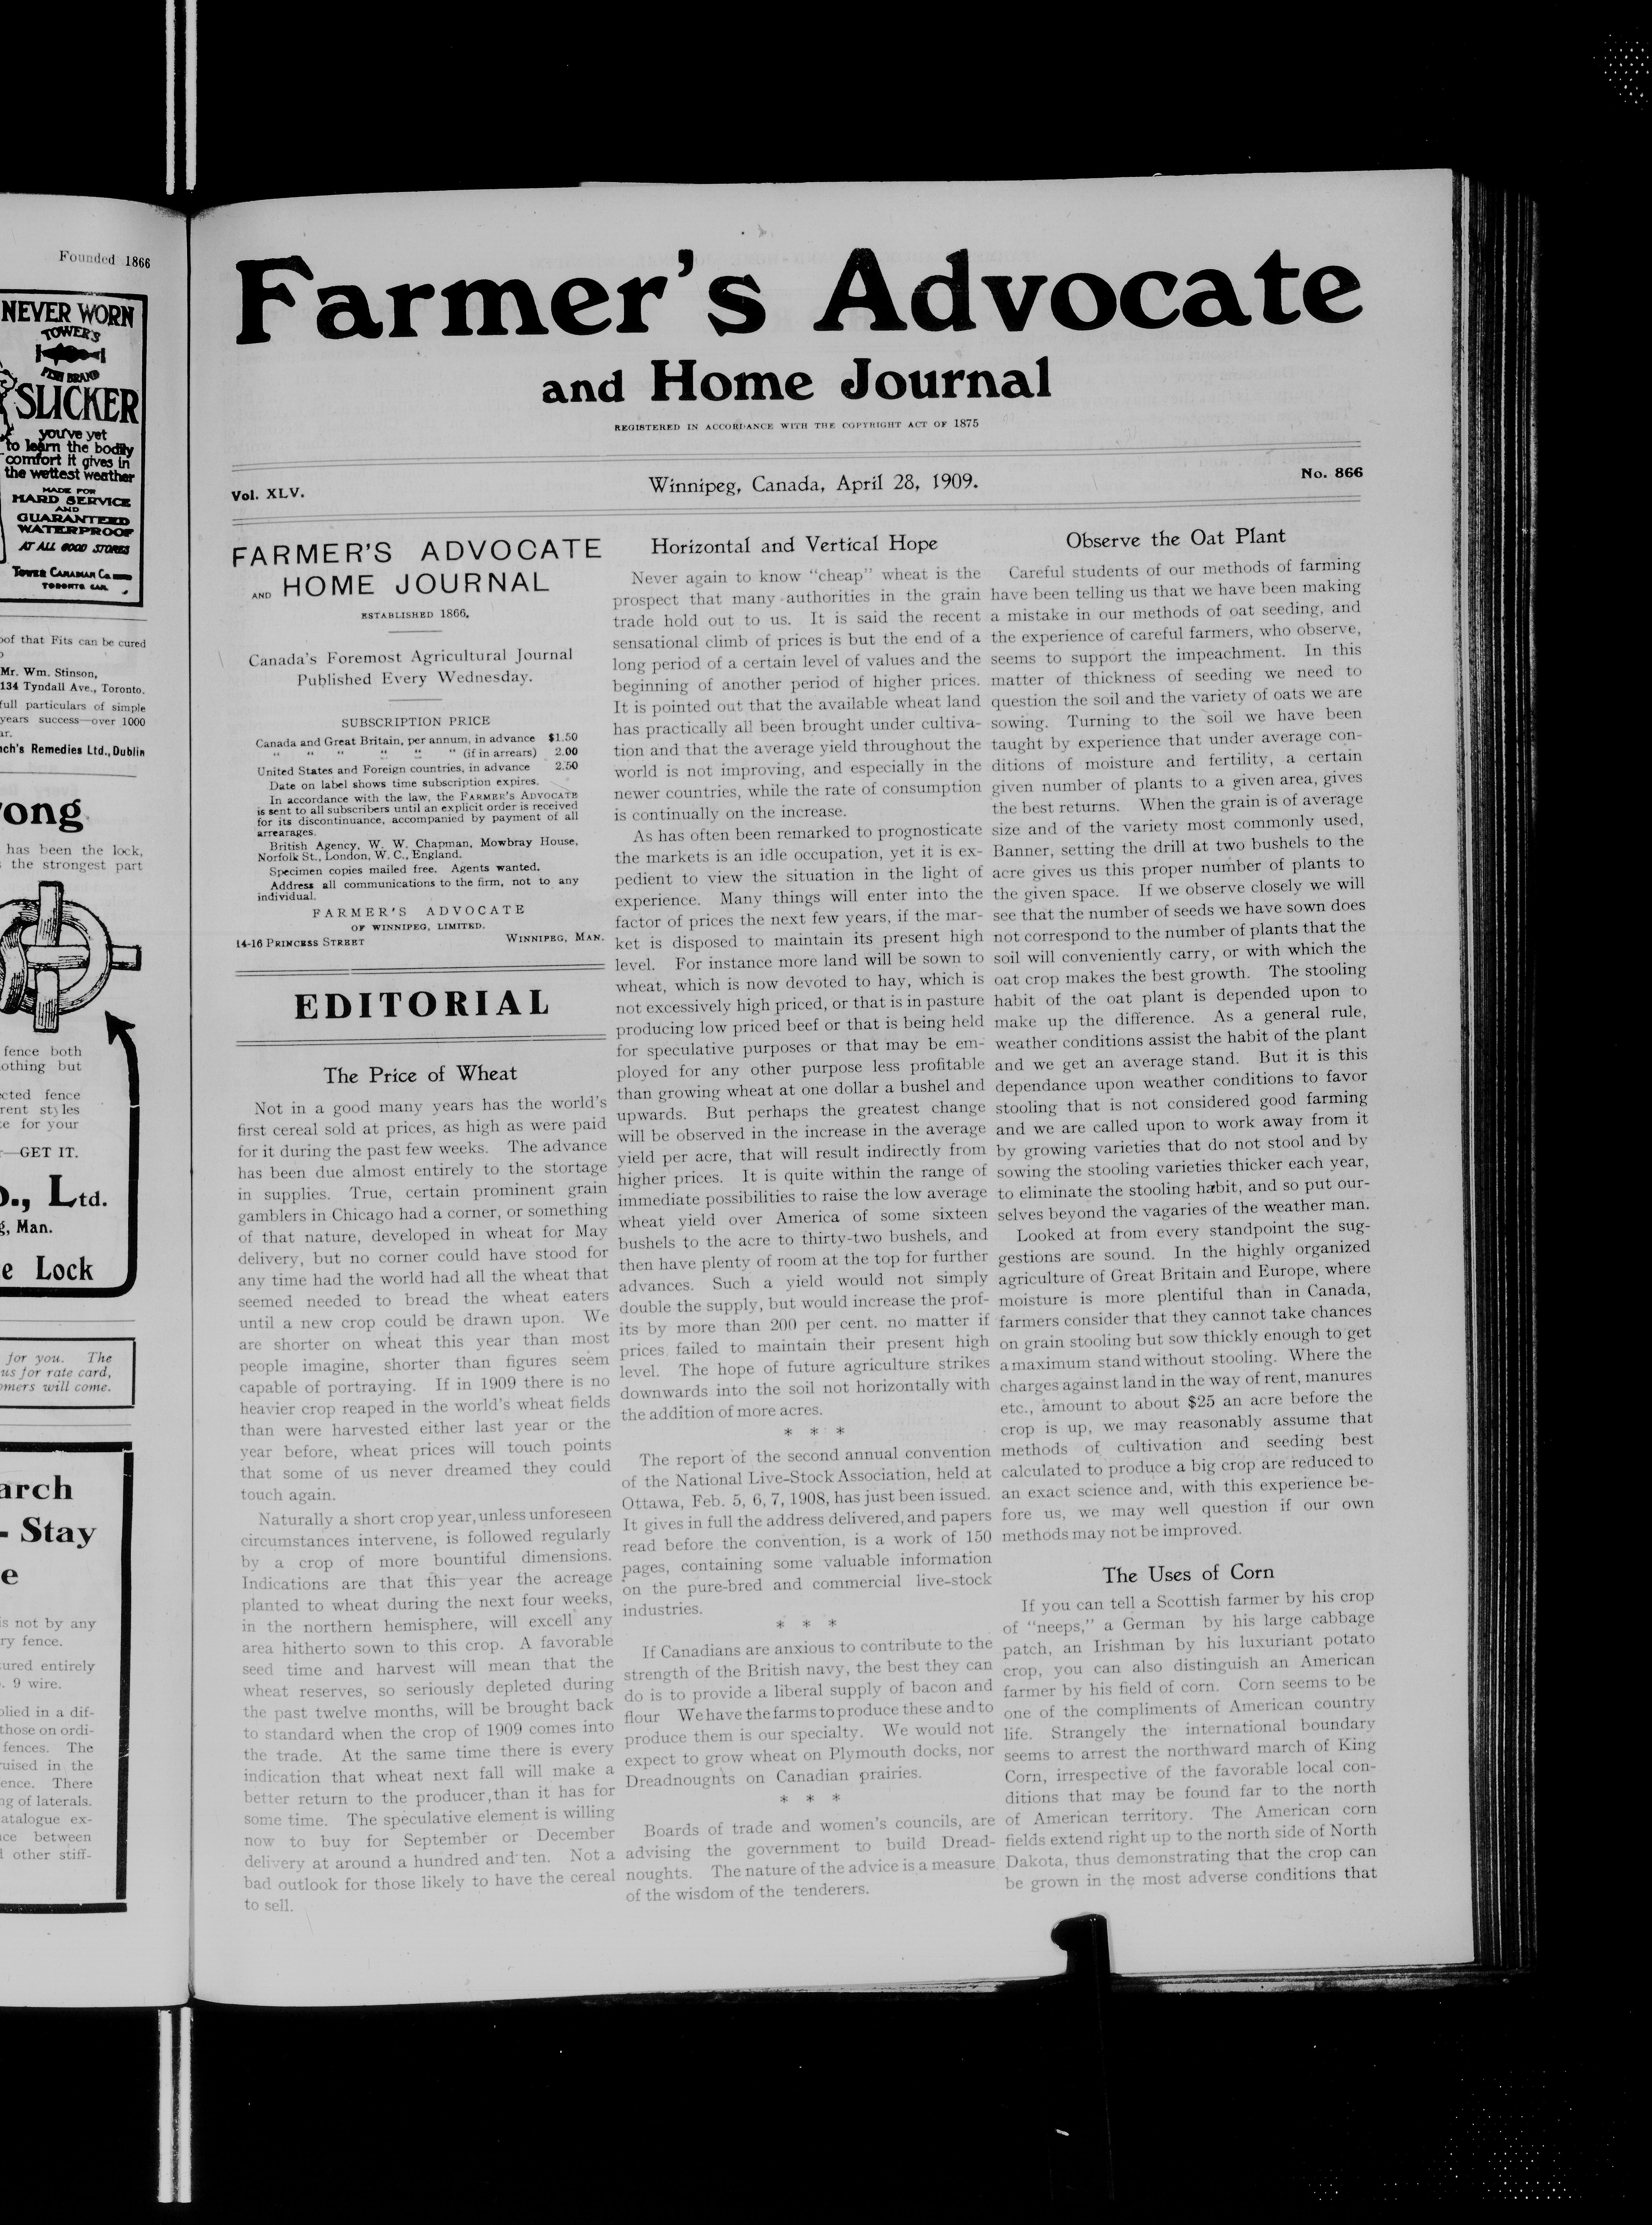 Founded 1866
NEVER WORN
TOWER'S
FISH BRAND
SLICKER
you've yet
to learn the bodily
comfort it gives in
the wettest weather
MADE FOR
HARD SERVICE
AND
GUARANTEED
WATERPROOF
AT ALL GOOD STORES
TOWER CANADIAN CO.
TORONTO CAN.
oof that Fits can be cured
Mr. Wm. Stinson,
134 Tyndall Ave., Toronto.
full particulars of simple
years success—over 1000
ar.
nch's Remedies Ltd., Dublin
rong
has been the lock,
the strongest part
fence both
othing but
cted fence
rent styles
ce for your
—GET IT.
o., Ltd.
g, Man.
e Lock
for you. The
us for rate card,
omers will come.
arch
- Stay
e
is not by any
ry fence.
tured entirely
. 9 wire.
plied in a dif-
those on ordi-
fences. The
ruised in the
ence. There
ng of laterals.
atalogue ex-
nce between
d other stiff-
Farmer's Advocate
and Home Journal
REGISTERED IN ACCORDANCE WITH THE COPYRIGHT ACT OF 1875
Vol. XLV.
Winnipeg, Canada, April 28, 1909.
No. 866
FARMER'S ADVOCATE
AND HOME JOURNAL
ESTABLISHED 1866.
Canada's Foremost Agricultural Journal
Published Every Wednesday.
SUBSCRIPTION PRICE
Canada and Great Britain, per annum, in advance $1.50
" " " " " (if in arrears) 2.00
United States and Foreign countries, in advance 2.50
Date on label shows time subscription expires.
In accordance with the law, the FARMER'S ADVOCATE
is sent to all subscribers until an explicit order is received
for its discontinuance, accompanied by payment of all
arrearages.
British Agency, W. W. Chapman, Mowbray House,
Norfolk St., London, W. C., England.
Specimen copies mailed free. Agents wanted.
Address all communications to the firm, not to any
individual.
FARMER'S ADVOCATE
OF WINNIPEG, LIMITED.
14-16 PRINCESS STREET WINNIPEG, MAN.
EDITORIAL
The Price of Wheat
Not in a good many years has the world's
first cereal sold at prices, as high as were paid
for it during the past few weeks. The advance
has been due almost entirely to the stortage
in supplies. True, certain prominent grain
gamblers in Chicago had a corner, or something
of that nature, developed in wheat for May
delivery, but no corner could have stood for
any time had the world had all the wheat that
seemed needed to bread the wheat eaters
until a new crop could be drawn upon. We
are shorter on wheat this year than most
people imagine, shorter than figures seem
capable of portraying. If in 1909 there is no
heavier crop reaped in the world's wheat fields
than were harvested either last year or the
year before, wheat prices will touch points
that some of us never dreamed they could
touch again.
Naturally a short crop year, unless unforeseen
circumstances intervene, is followed regularly
by a crop of more bountiful dimensions.
Indications are that this year the acreage
planted to wheat during the next four weeks,
in the northern hemisphere, will excell any
area hitherto sown to this crop. A favorable
seed time and harvest will mean that the
wheat reserves, so seriously depleted during
the past twelve months, will be brought back
to standard when the crop of 1909 comes into
the trade. At the same time there is every
indication that wheat next fall will make a
better return to the producer, than it has for
some time. The speculative element is willing
now to buy for September or December
delivery at around a hundred and ten. Not a
bad outlook for those likely to have the cereal
to sell.
Horizontal and Vertical Hope
Never again to know "cheap" wheat is the
prospect that many authorities in the grain
trade hold out to us. It is said the recent
sensational climb of prices is but the end of a
long period of a certain level of values and the
beginning of another period of higher prices.
It is pointed out that the available wheat land
has practically all been brought under cultiva-
tion and that the average yield throughout the
world is not improving, and especially in the
newer countries, while the rate of consumption
is continually on the increase.
As has often been remarked to prognosticate
the markets is an idle occupation, yet it is ex-
pedient to view the situation in the light of
experience. Many things will enter into the
factor of prices the next few years, if the mar-
ket is disposed to maintain its present high
level. For instance more land will be sown to
wheat, which is now devoted to hay, which is
not excessively high priced, or that is in pasture
producing low priced beef or that is being held
for speculative purposes or that may be em-
ployed for any other purpose less profitable
than growing wheat at one dollar a bushel and
upwards. But perhaps the greatest change
will be observed in the increase in the average
yield per acre, that will result indirectly from
higher prices. It is quite within the range of
immediate possibilities to raise the low average
wheat yield over America of some sixteen
bushels to the acre to thirty-two bushels, and
then have plenty of room at the top for further
advances. Such a yield would not simply
double the supply, but would increase the prof-
its by more than 200 per cent. no matter if
prices failed to maintain their present high
level. The hope of future agriculture strikes
downwards into the soil not horizontally with
the addition of more acres.
* * *
The report of the second annual convention
of the National Live-Stock Association, held at
Ottawa, Feb. 5, 6, 7, 1908, has just been issued.
It gives in full the address delivered, and papers
read before the convention, is a work of 150
pages, containing some valuable information
on the pure-bred and commercial live-stock
industries.
* * *
If Canadians are anxious to contribute to the
strength of the British navy, the best they can
do is to provide a liberal supply of bacon and
flour We have the farms to produce these and to
produce them is our specialty. We would not
expect to grow wheat on Plymouth docks, nor
Dreadnougnts on Canadian prairies.
* * *
Boards of trade and women's councils, are
advising the government to build Dread-
noughts. The nature of the advice is a measure
of the wisdom of the tenderers.
Observe the Oat Plant
Careful students of our methods of farming
have been telling us that we have been making
a mistake in our methods of oat seeding, and
the experience of careful farmers, who observe,
seems to support the impeachment. In this
matter of thickness of seeding we need to
question the soil and the variety of oats we are
sowing. Turning to the soil we have been
taught by experience that under average con-
ditions of moisture and fertility, a certain
given number of plants to a given area, gives
the best returns. When the grain is of average
size and of the variety most commonly used,
Banner, setting the drill at two bushels to the
acre gives us this proper number of plants to
the given space. If we observe closely we will
see that the number of seeds we have sown does
not correspond to the number of plants that the
soil will conveniently carry, or with which the
oat crop makes the best growth. The stooling
habit of the oat plant is depended upon to
make up the difference. As a general rule,
weather conditions assist the habit of the plant
and we get an average stand. But it is this
dependance upon weather conditions to favor
stooling that is not considered good farming
and we are called upon to work away from it
by growing varieties that do not stool and by
sowing the stooling varieties thicker each year,
to eliminate the stooling habit, and so put our-
selves beyond the vagaries of the weather man.
Looked at from every standpoint the sug-
gestions are sound. In the highly organized
agriculture of Great Britain and Europe, where
moisture is more plentiful than in Canada,
farmers consider that they cannot take chances
on grain stooling but sow thickly enough to get
a maximum stand without stooling. Where the
charges against land in the way of rent, manures
etc., amount to about $25 an acre before the
crop is up, we may reasonably assume that
methods of cultivation and seeding best
calculated to produce a big crop are reduced to
an exact science and, with this experience be-
fore us, we may well question if our own
methods may not be improved.
The Uses of Corn
If you can tell a Scottish farmer by his crop
of "neeps," a German by his large cabbage
patch, an Irishman by his luxuriant potato
crop, you can also distinguish an American
farmer by his field of corn. Corn seems to be
one of the compliments of American country
life. Strangely the international boundary
seems to arrest the northward march of King
Corn, irrespective of the favorable local con-
ditions that may be found far to the north
of American territory. The American corn
fields extend right up to the north side of North
Dakota, thus demonstrating that the crop can
be grown in the most adverse conditions that